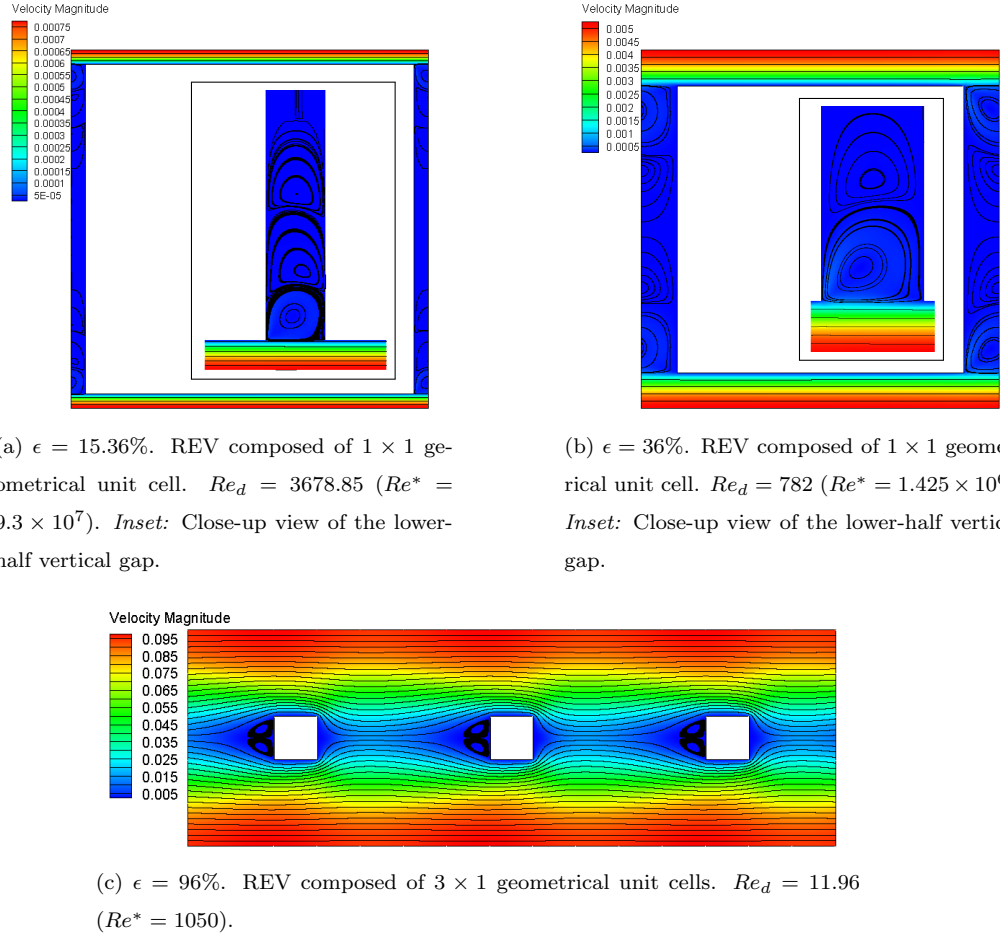 Velocity Magnitude
0.00075
0.0007
0.00065
0.0006
0.00055
0.0005
0.00045
0.0004
0.00035
0.0003
0.00025
0.0002
0.00015
0.0001
5E-05
Velocity Magnitude
0.005
0.0045
0.004
0.0035
0.003
0.0025
0.002
0.0015
0.001
0.0005
a) ϵ = 15.36%. REV composed of 1 × 1 ge-
ometrical unit cell. Re_d = 3678.85 (Re* =
9.3 × 10^7). Inset: Close-up view of the lower-
half vertical gap.
(b) ϵ = 36%. REV composed of 1 × 1 geome
rical unit cell. Re_d = 782 (Re* = 1.425 × 10
Inset: Close-up view of the lower-half vertic
gap.
Velocity Magnitude
0.095
0.085
0.075
0.065
0.055
0.045
0.035
0.025
0.015
0.005
(c) ϵ = 96%. REV composed of 3 × 1 geometrical unit cells. Re_d = 11.96
(Re* = 1050).